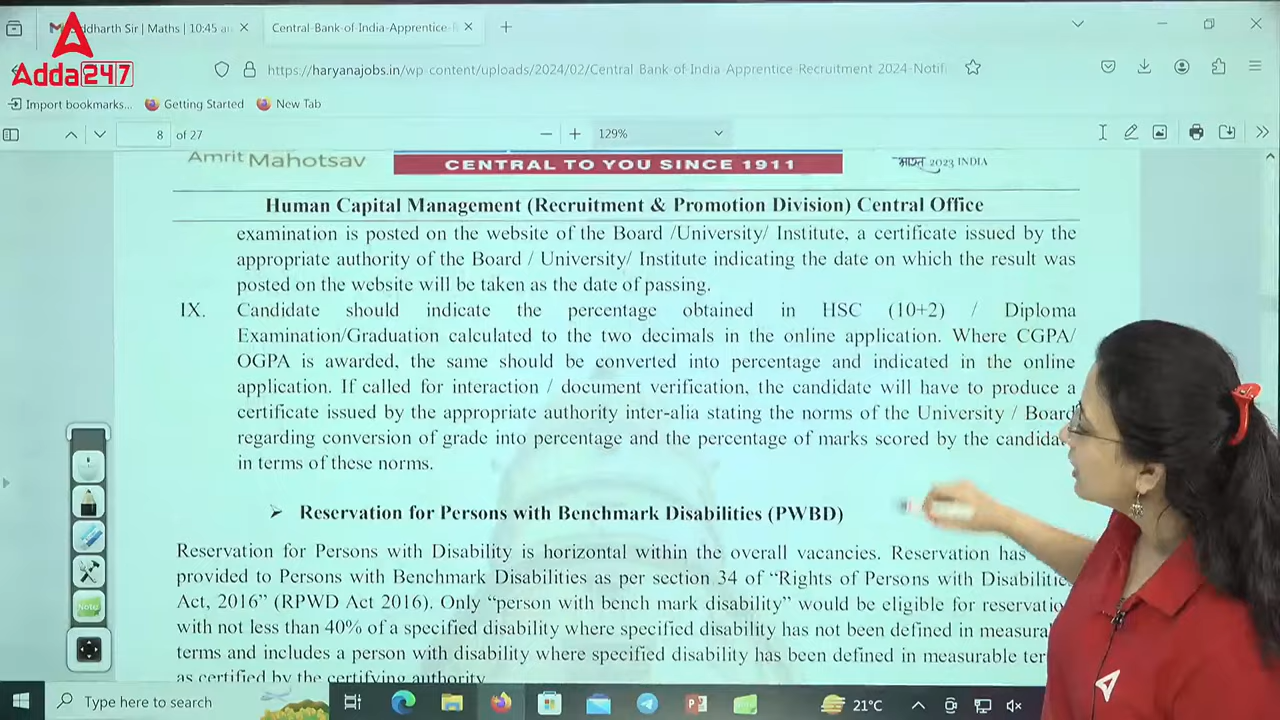 ddharth Sir | Maths | 10:45 a
Central-Bank-of-India-Apprentice-
Adda247
https://haryanajobs.in/wp-content/uploads/2024/02/Central Bank of India-Apprentice Recruitment 2024-Notif
Import bookmarks...
Getting Started
New Tab
8 of 27
129%
Amrit Mahotsav
CENTRAL TO YOU SINCE 1911
2023 INDIA
Human Capital Management (Recruitment & Promotion Division) Central Office
examination is posted on the website of the Board /University/ Institute, a certificate issued by the
appropriate authority of the Board / University/ Institute indicating the date on which the result was
posted on the website will be taken as the date of passing.
IX. Candidate should indicate the percentage obtained in HSC (10+2) / Diploma
Examination/Graduation calculated to the two decimals in the online application. Where CGPA/
OGPA is awarded, the same should be converted into percentage and indicated in the online
application. If called for interaction / document verification, the candidate will have to produce a
certificate issued by the appropriate authority inter-alia stating the norms of the University / Board
regarding conversion of grade into percentage and the percentage of marks scored by the candida
in terms of these norms.
➢ Reservation for Persons with Benchmark Disabilities (PWBD)
Reservation for Persons with Disability is horizontal within the overall vacancies. Reservation has
provided to Persons with Benchmark Disabilities as per section 34 of “Rights of Persons with Disabilitie
Act, 2016” (RPWD Act 2016). Only “person with bench mark disability” would be eligible for reservatio
with not less than 40% of a specified disability where specified disability has not been defined in measura
terms and includes a person with disability where specified disability has been defined in measurable ter
as certified by the certifying authority
Note
Type here to search
21°C